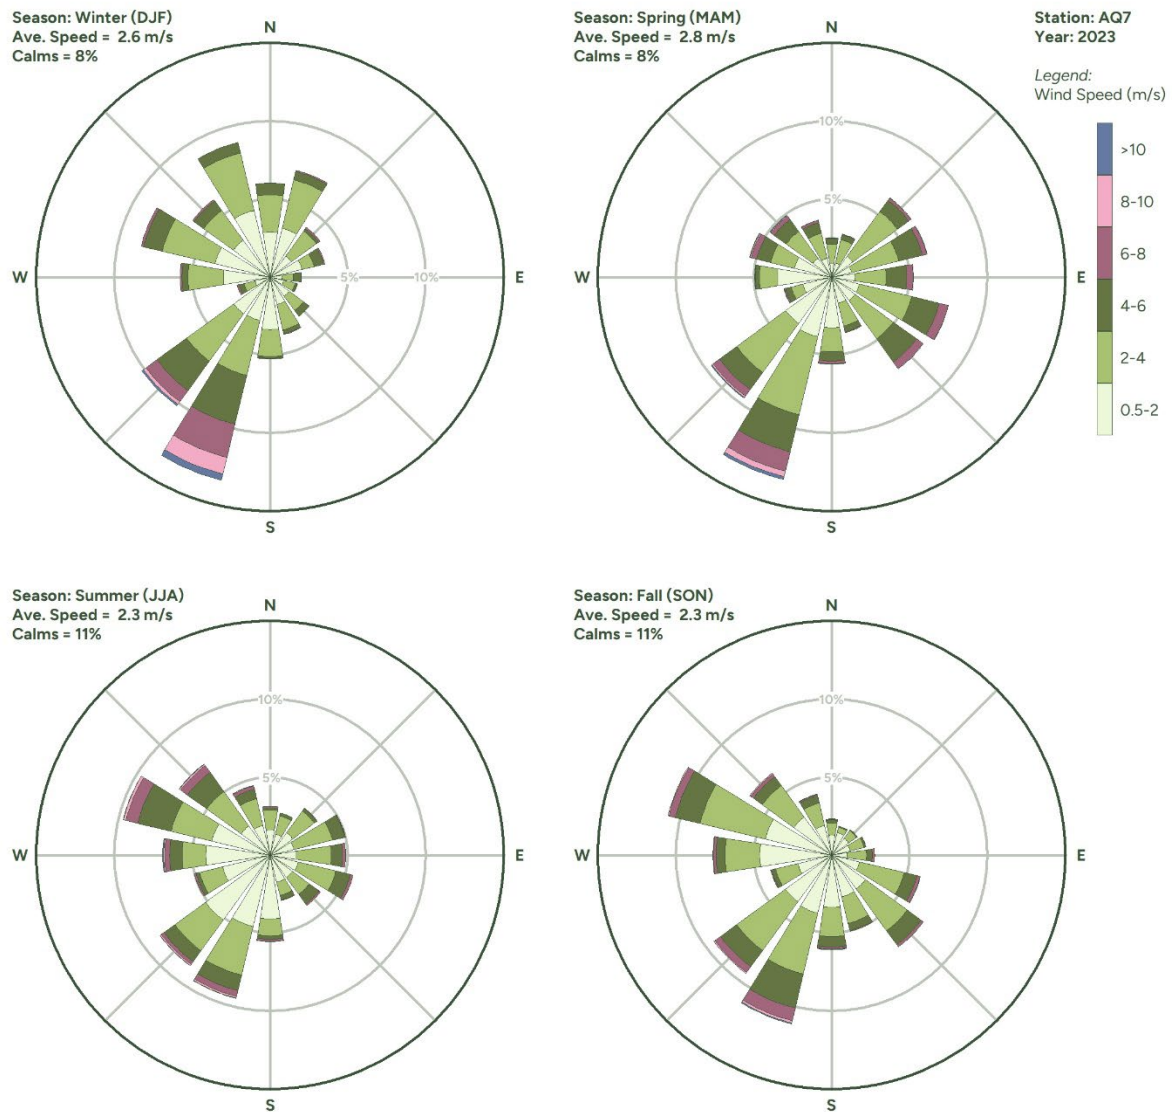 Season: Winter (DJF)
Ave. Speed = 2.6 m/s
Calms = 8%
N
5%
10%
W
E
S
Season: Spring (MAM)
Ave. Speed = 2.8 m/s
Calms = 8%
N
10%
5%
W
E
S
Station: AQ7
Year: 2023
Legend:
Wind Speed (m/s)
>10
8-10
6-8
4-6
2-4
0.5-2
Season: Summer (JJA)
Ave. Speed = 2.3 m/s
Calms = 11%
N
10%
5%
W
E
S
Season: Fall (SON)
Ave. Speed = 2.3 m/s
Calms = 11%
N
10%
5%
W
E
S